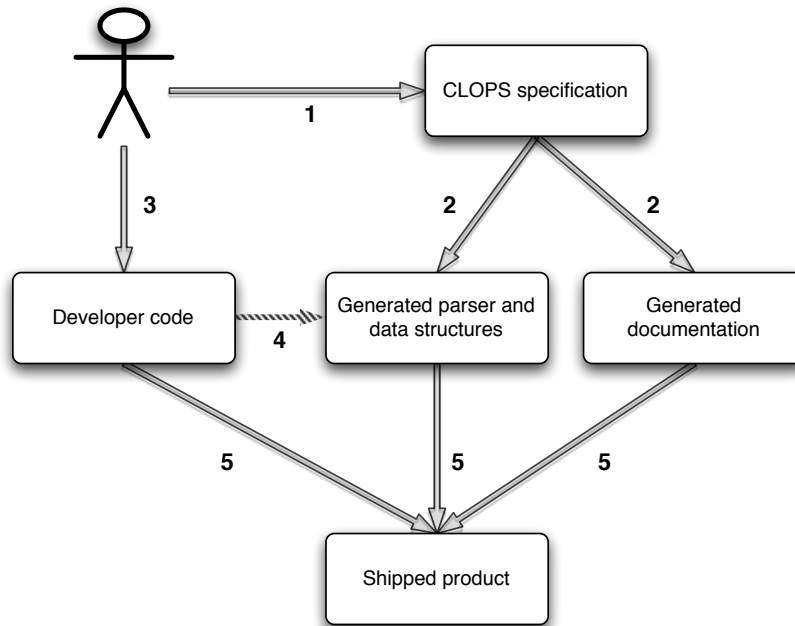 CLOPS specification
1
3
2
2
Developer code
4
Generated parser and
data structures
Generated
documentation
5
5
5
Shipped product